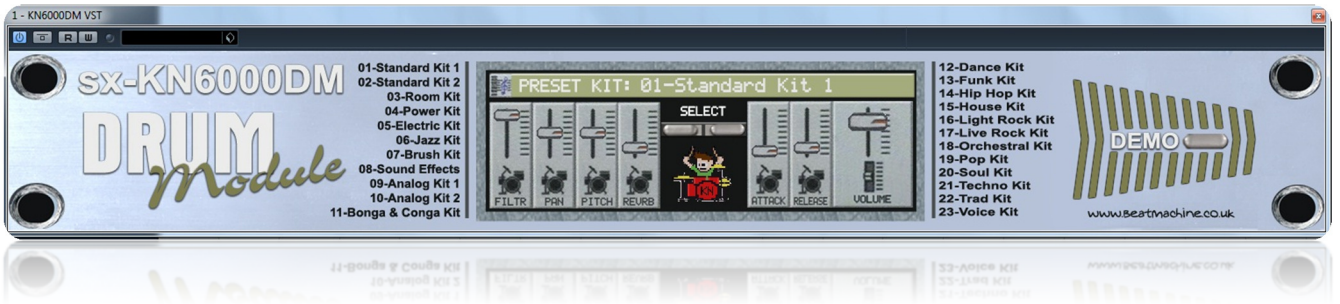 1 - KN6000DM VST
R W
sx-KN6000DM
DRUM
Module
01-Standard Kit 1
02-Standard Kit 2
03-Room Kit
04-Power Kit
05-Electric Kit
06-Jazz Kit
07-Brush Kit
08-Sound Effects
09-Analog Kit 1
10-Analog Kit 2
11-Bonga & Conga Kit
PRESET KIT: 01-Standard Kit 1
SELECT
KN
FILTR PAN PITCH REVRB ATTACK RELEASE VOLUME
12-Dance Kit
13-Funk Kit
14-Hip Hop Kit
15-House Kit
16-Light Rock Kit
17-Live Rock Kit
18-Orchestral Kit
19-Pop Kit
20-Soul Kit
21-Techno Kit
22-Trad Kit
23-Voice Kit
DEMO
www.beatmachine.co.uk